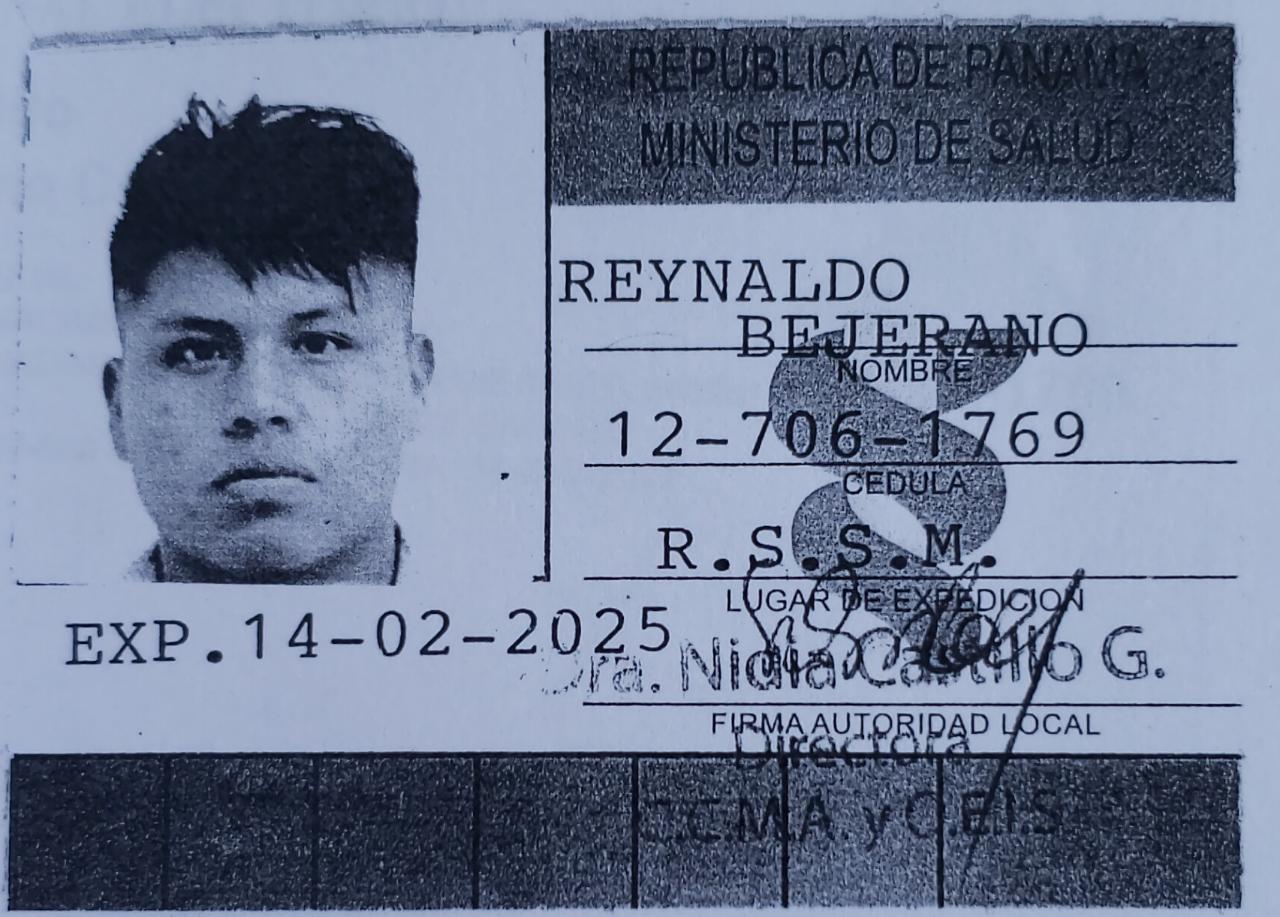 REPUBLICA DE PANAMA
MINISTERIO DE SALUD
REYNALDO
BEJERANO
NOMBRE
12-706-1769
CEDULA
R.S.S.M.
LUGAR DE EXPEDICION
EXP.14-02-2025
Dra. Nidia Castillo G.
FIRMA AUTORIDAD LOCAL
Directora